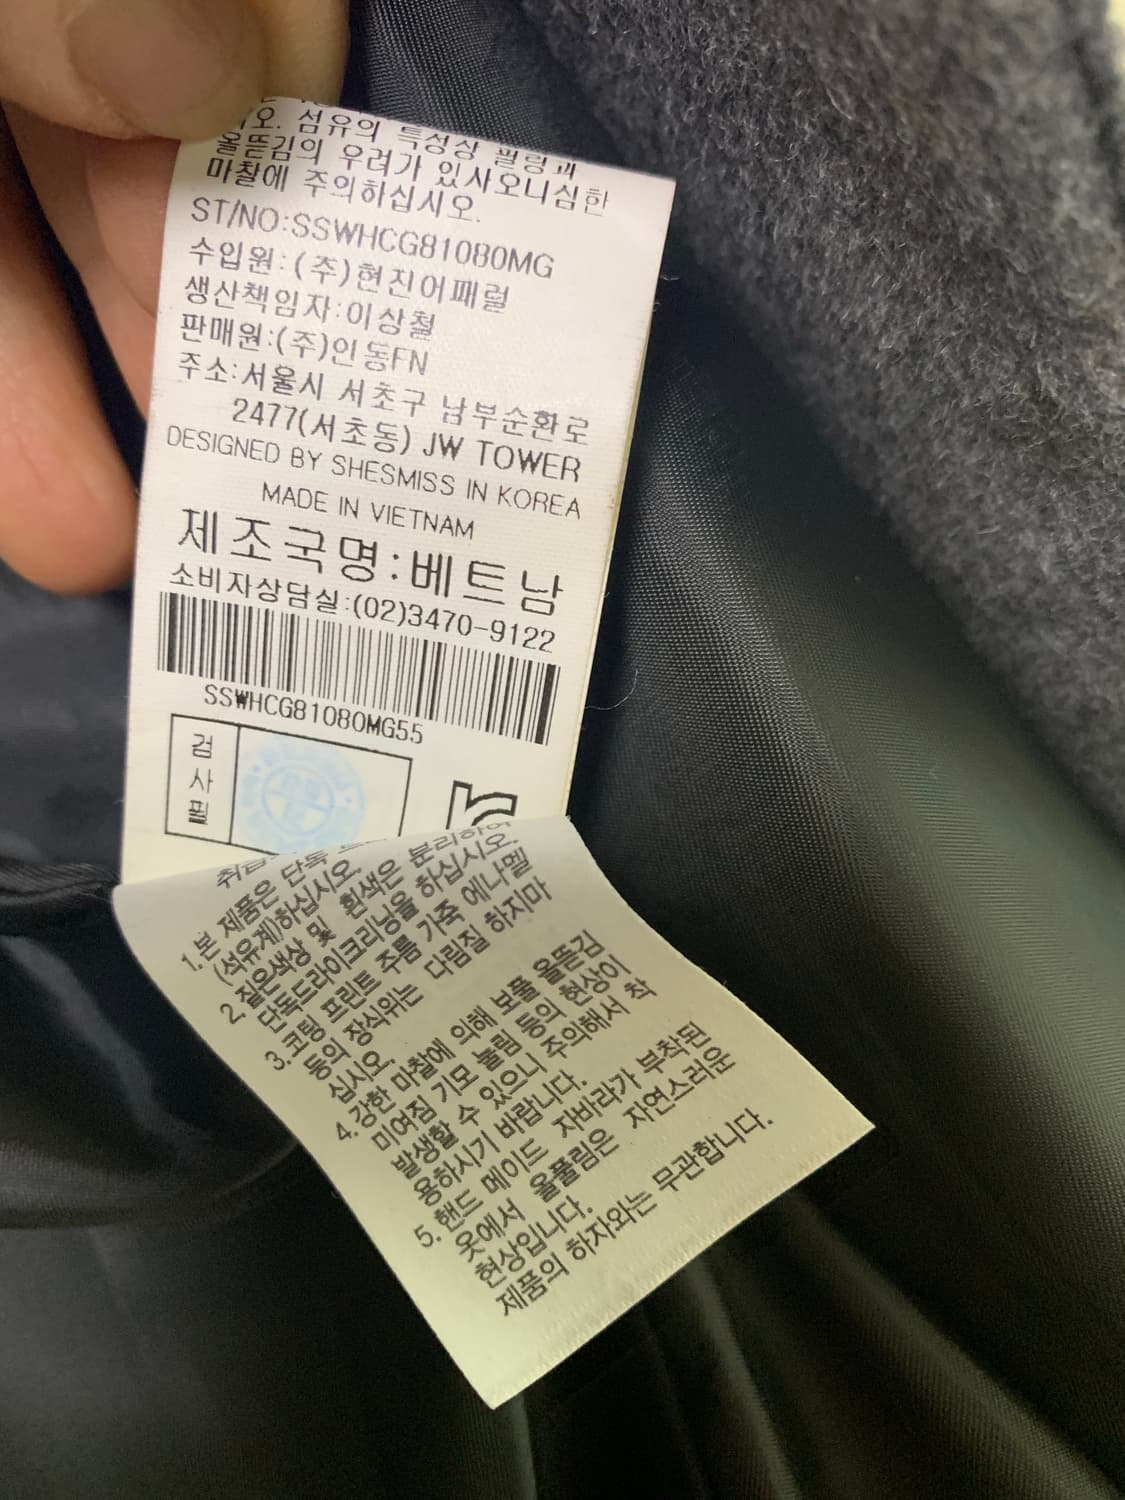 오. 섬유의 특성상 필링과
올뜯김의 우려가 있사오니심한
마찰에 주의하십시오.
ST/NO:SSWHCG81080MG
수입원:(주)현진어패럴
생산책임자:이상철
판매원:(주)인동FN
주소:서울시 서초구 남부순환로
2477(서초동) JW TOWER
DESIGNED BY SHESMISS IN KOREA
MADE IN VIETNAM
제조국명:베트남
소비자상담실:(02)3470-9122
SSWHCG81080MG55
검
사
필
1.본 제품은 단독
(석유계)하십시오.
2.짙은색상 및 흰색은 분리하여
단독드라이크리닝을 하십시오.
3.코팅 프린트 주름 가죽 에나멜
등의 장식위는 다림질 하지마
십시오.
4.강한 마찰에 의해 보풀 올뜯김
미여짐 기모 눌림 등의 현상이
발생할 수 있으니 주의해서 착
용하시기 바랍니다.
5.핸드 메이드 자바라가 부착된
옷에서 올풀림은 자연스러운
현상입니다.
제품의 하자와는 무관합니다.